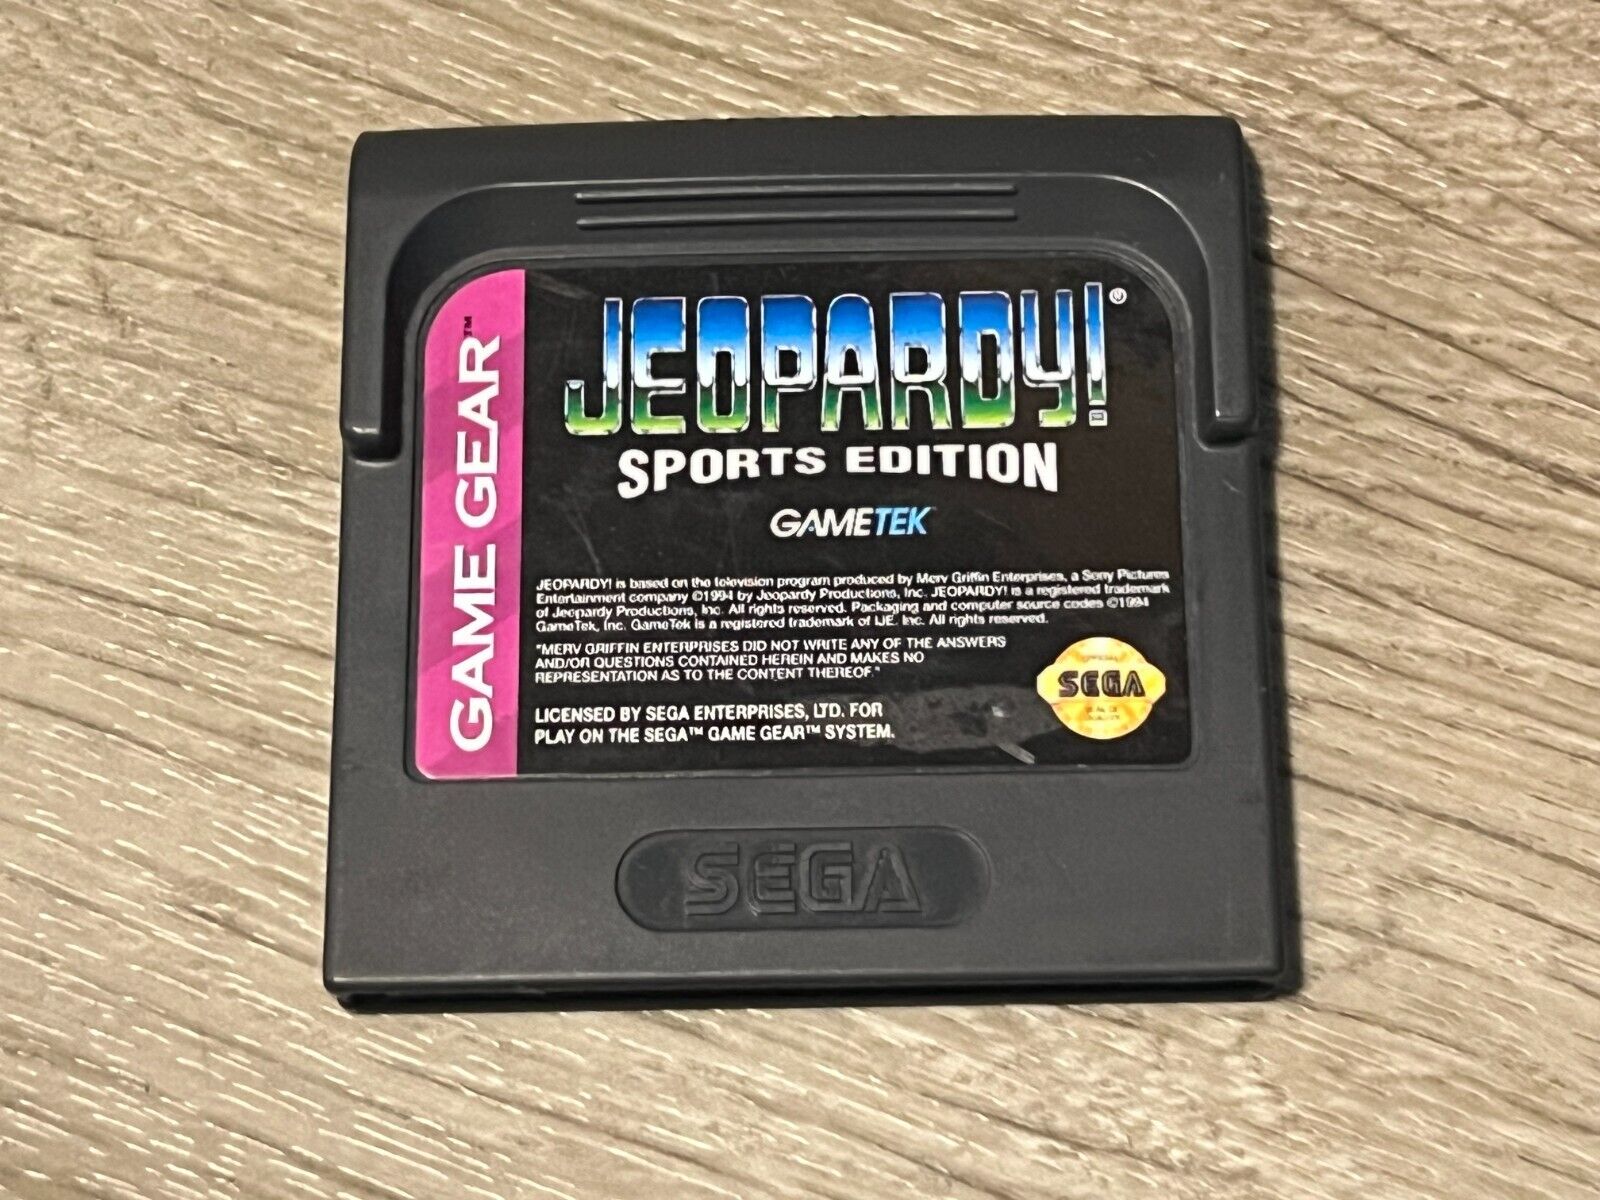 GAME GEAR™
JEOPARDY!®
SPORTS EDITION
GAMETEK
JEOPARDY! is based on the television program produced by Merv Griffin Enterprises, a Sony Pictures
Entertainment company ©1994 by Jeopardy Productions, Inc. JEOPARDY! is a registered trademark
of Jeopardy Productions, Inc. All rights reserved. Packaging and computer source codes ©1994
GameTek, Inc. GameTek is a registered trademark of IJE, Inc. All rights reserved.
"MERV GRIFFIN ENTERPRISES DID NOT WRITE ANY OF THE ANSWERS
AND/OR QUESTIONS CONTAINED HEREIN AND MAKES NO
REPRESENTATION AS TO THE CONTENT THEREOF."
LICENSED BY SEGA ENTERPRISES, LTD. FOR
PLAY ON THE SEGA™ GAME GEAR™ SYSTEM.
SEGA
SEGA